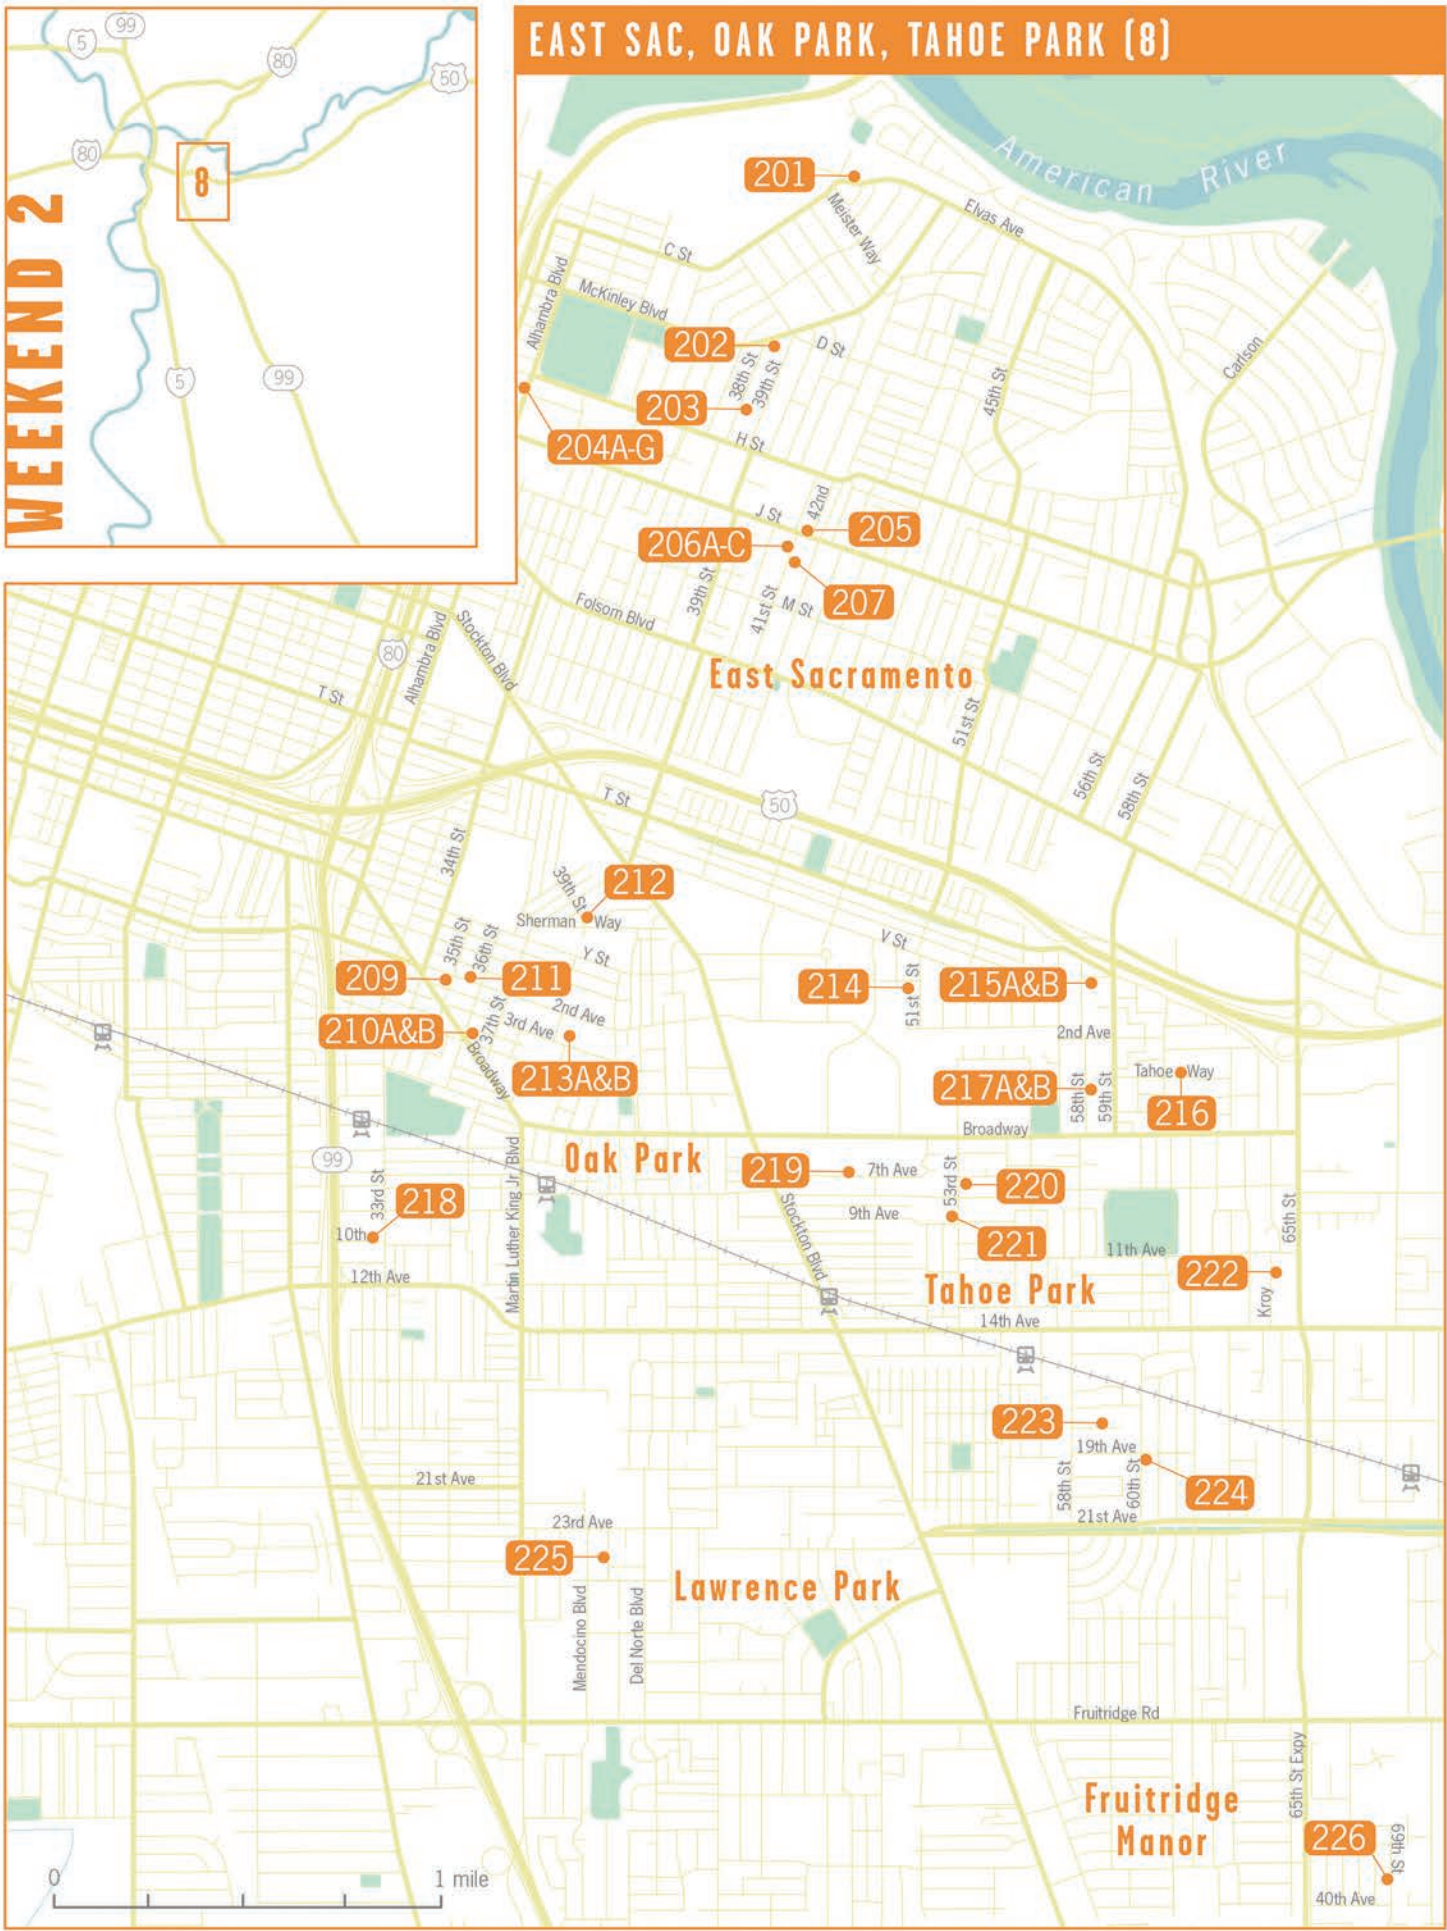 EAST SAC, OAK PARK, TAHOE PARK (8)
WEEKEND 2
5
99
80
50
80
8
5
99
American River
201
Meister Way
Elvas Ave
C St
Alhambra Blvd
McKinley Blvd
202
D St
38th St
39th St
203
45th St
Carlson
204A-G
H St
J St
42nd
205
206A-C
207
39th St
41st St
M St
Folsom Blvd
East Sacramento
80
Alhambra Blvd
Stockton Blvd
T St
51st St
56th St
58th St
T St
50
34th St
39th St
212
Sherman Way
35th St
36th St
Y St
V St
209
211
214
51st St
215A&B
37th St
2nd Ave
3rd Ave
210A&B
2nd Ave
Broadway
213A&B
217A&B
58th St
59th St
Tahoe Way
216
Broadway
Oak Park
99
219
7th Ave
53rd St
220
33rd St
218
10th
Martin Luther King Jr. Blvd
Stockton Blvd
9th Ave
221
65th St
11th Ave
222
12th Ave
Tahoe Park
Kroy
14th Ave
223
19th Ave
58th St
60th St
224
21st Ave
21st Ave
23rd Ave
225
Lawrence Park
Mendocino Blvd
Del Norte Blvd
Fruitridge Rd
65th St Expy
Fruitridge
Manor
226
69th St
40th Ave
0
1 mile